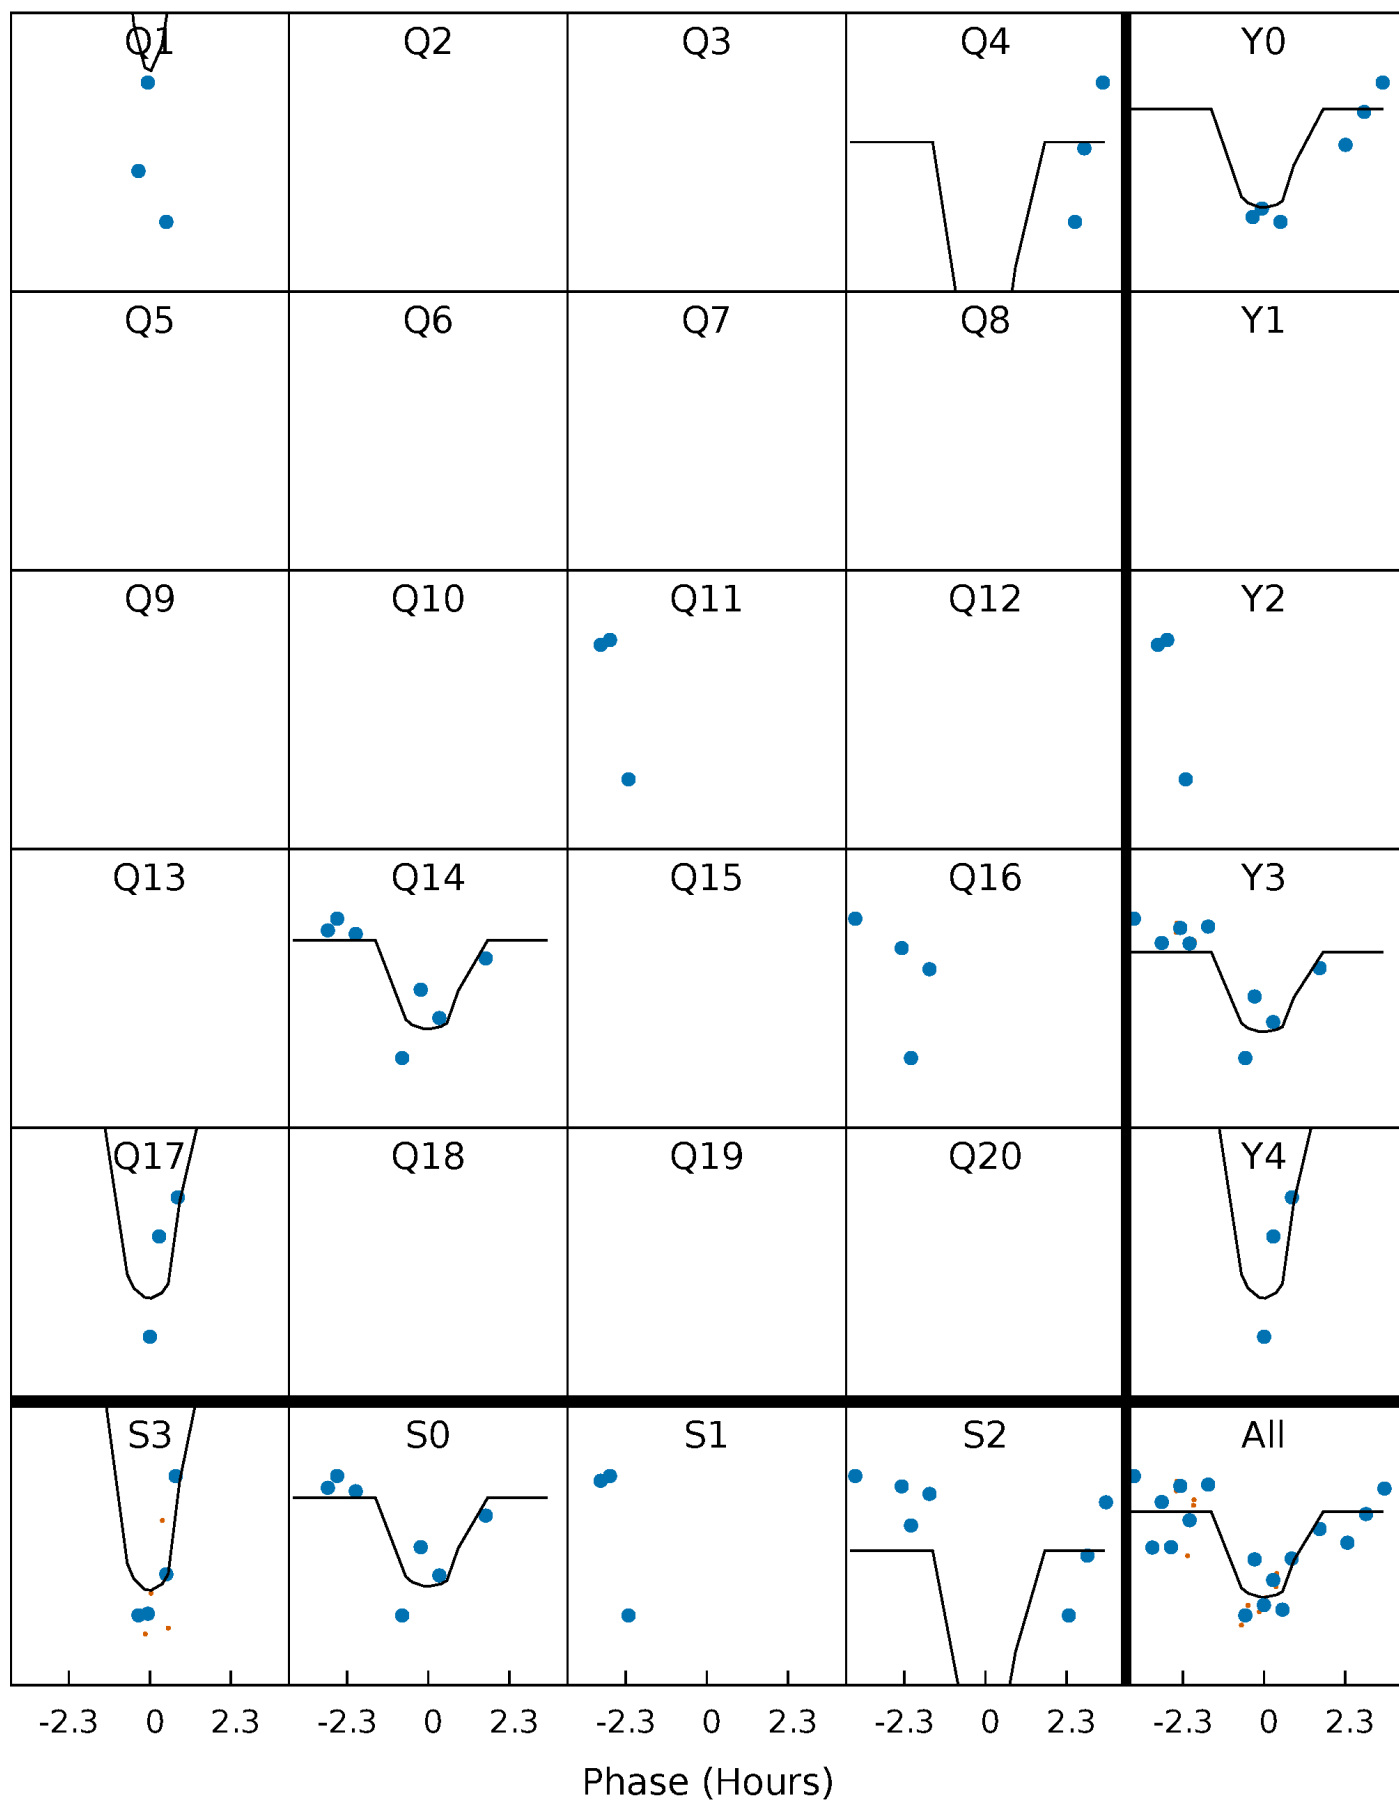 Q1 Q2 Q3 Q4 Y0
Q5 Q6 Q7 Q8 Y1
Q9 Q10 Q11 Q12 Y2
Q13 Q14 Q15 Q16 Y3
Q17 Q18 Q19 Q20 Y4
S3 S0 S1 S2 All
-2.3 0 2.3 -2.3 0 2.3 -2.3 0 2.3 -2.3 0 2.3 -2.3 0 2.3
Phase (Hours)